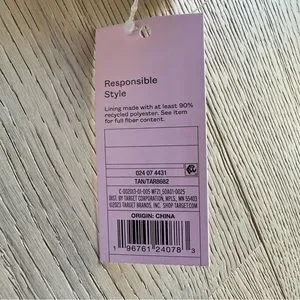 Responsible
Style
Lining made with at least 90%
recycled polyester. See item
for full fiber content.
024 07 4431
TAN/TAR8682
DIST. BY TARGET CORPORATION, MPLS., MN 55403
©2023 TARGET BRANDS, INC. SHOP TARGET.COM
ORIGIN: CHINA
1 96761 24078 3